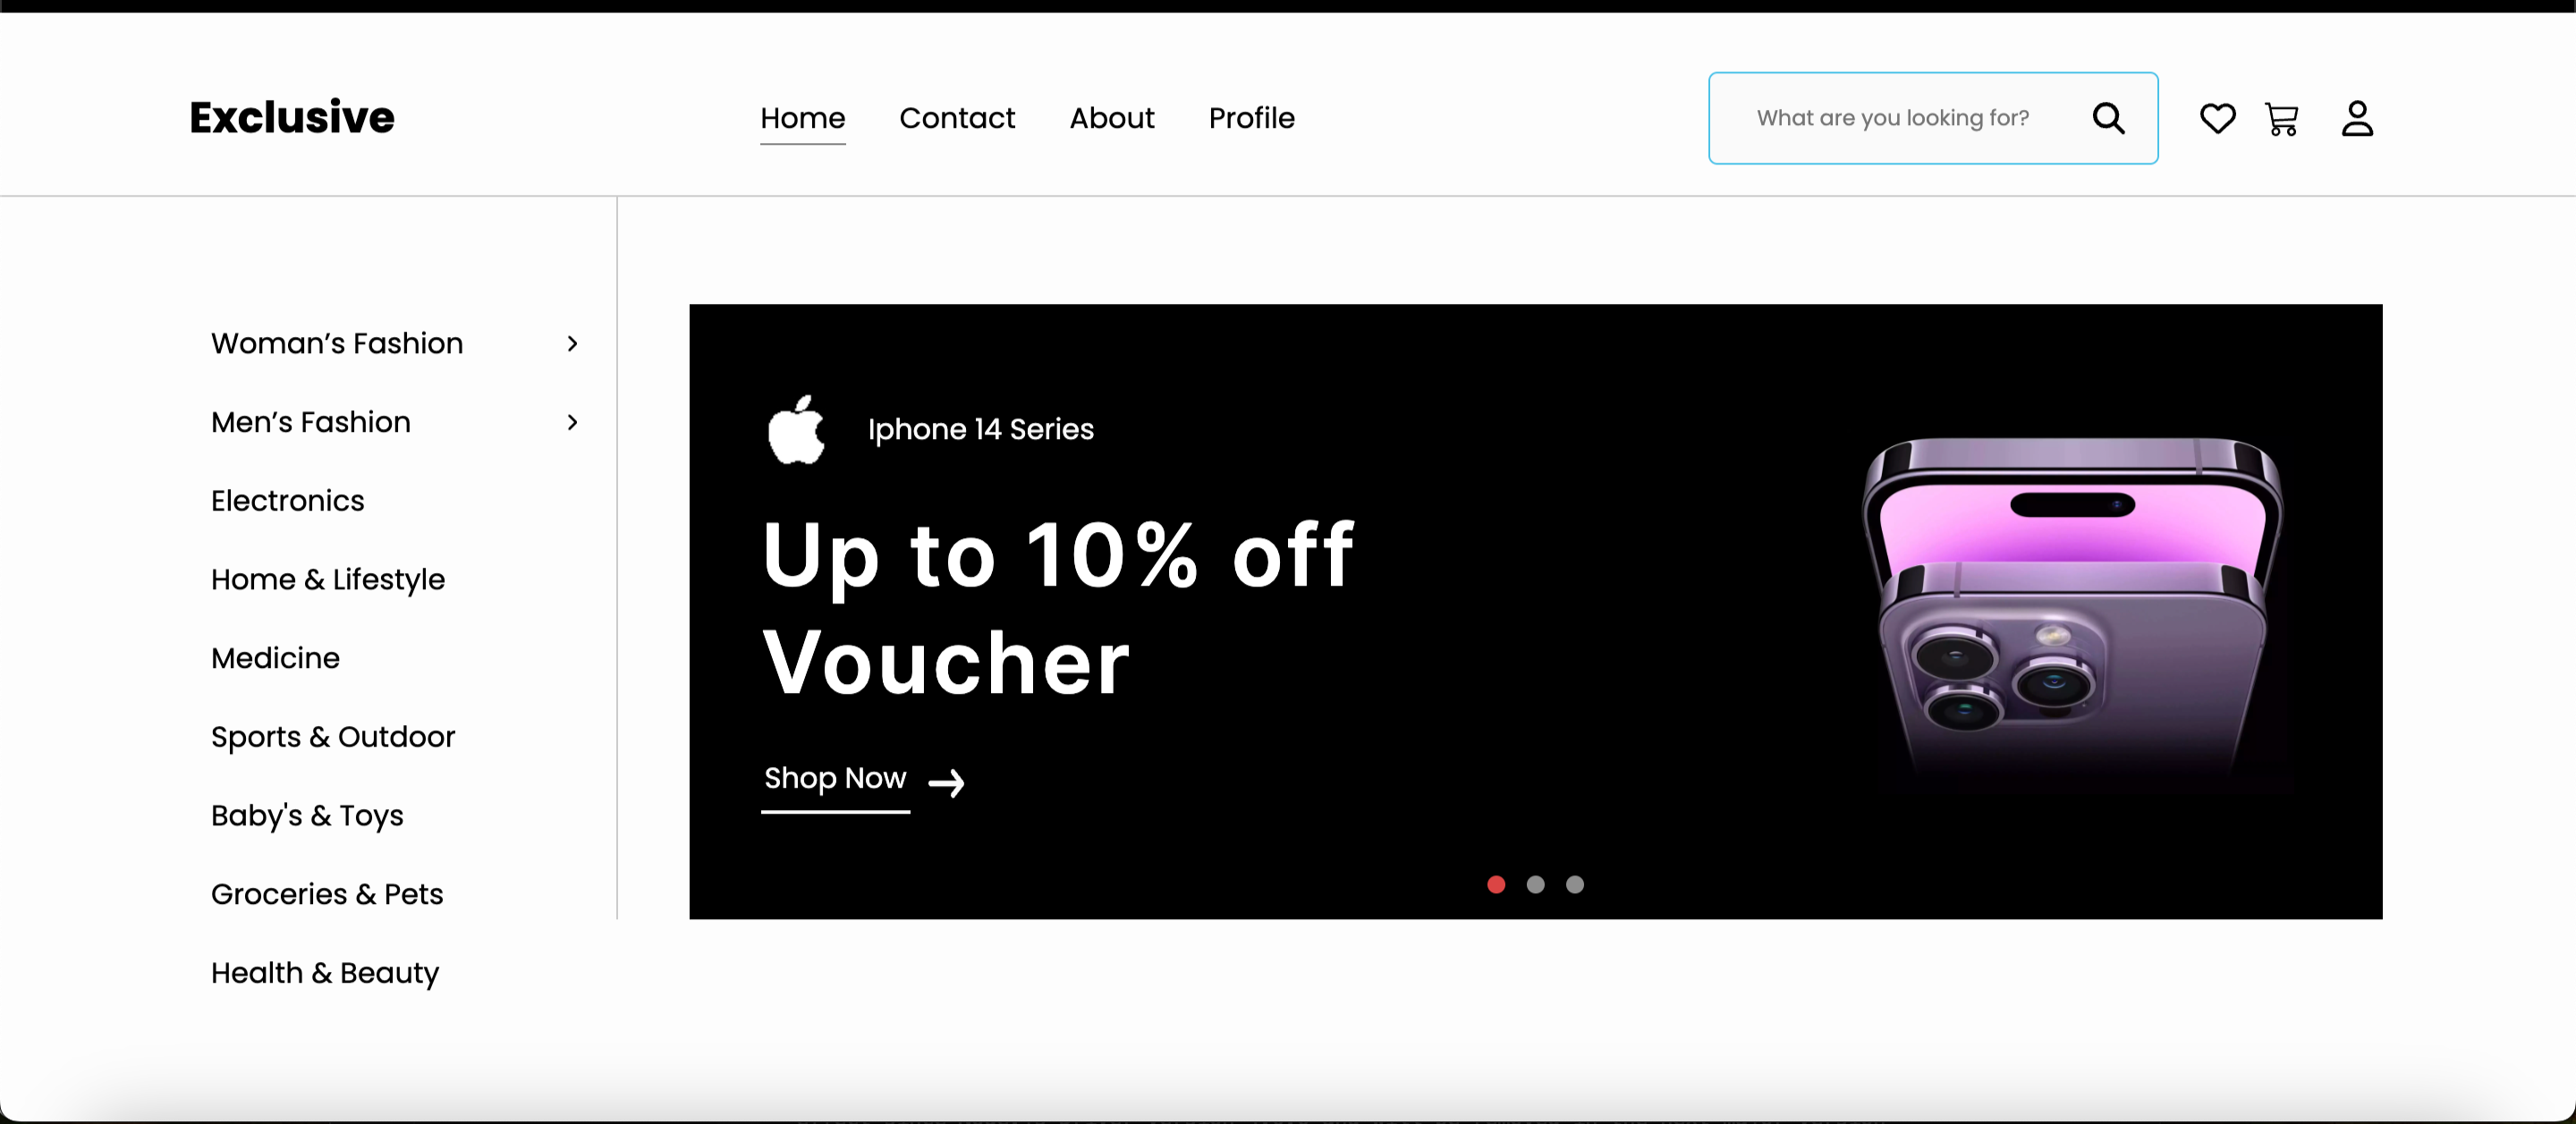 Exclusive
Home Contact About Profile
What are you looking for?
Woman’s Fashion
Men’s Fashion
Electronics
Home & Lifestyle
Medicine
Sports & Outdoor
Baby's & Toys
Groceries & Pets
Health & Beauty
Iphone 14 Series
Up to 10% off
Voucher
Shop Now